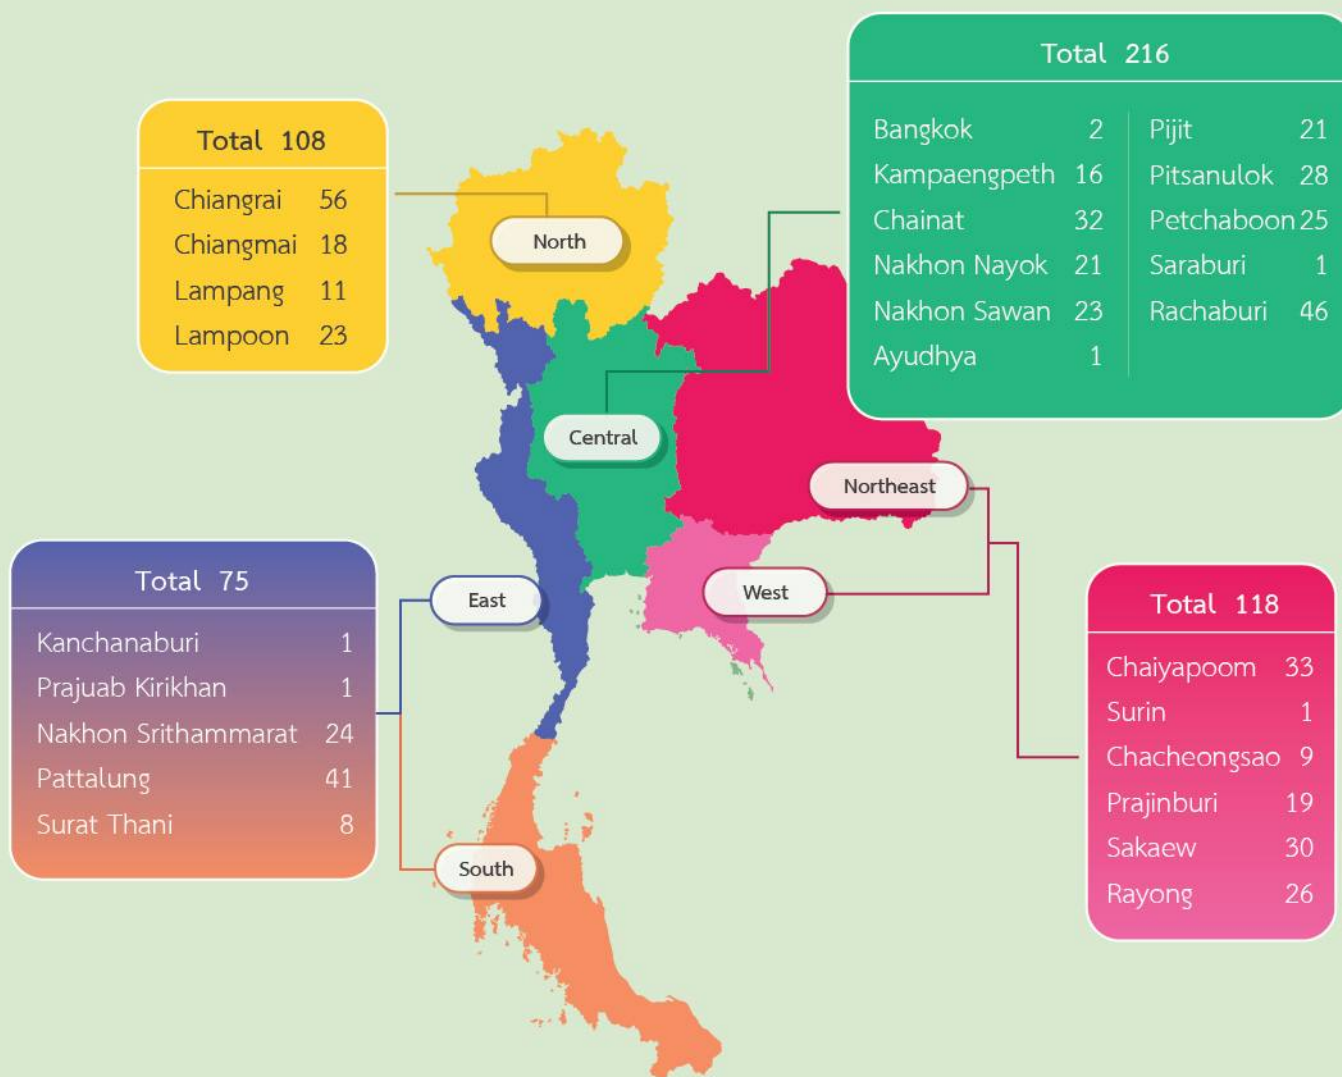 Total 216
Bangkok 2
Kampaengpeth 16
Chainat 32
Nakhon Nayok 21
Nakhon Sawan 23
Ayudhya 1
Pijit 21
Pitsanulok 28
Petchaboon 25
Saraburi 1
Rachaburi 46
Total 108
Chiangrai 56
Chiangmai 18
Lampang 11
Lampoon 23
North
Central
Northeast
East
West
South
Total 75
Kanchanaburi 1
Prajuab Kirikhan 1
Nakhon Srithammarat 24
Pattalung 41
Surat Thani 8
Total 118
Chaiyapoom 33
Surin 1
Chacheongsao 9
Prajinburi 19
Sakaew 30
Rayong 26